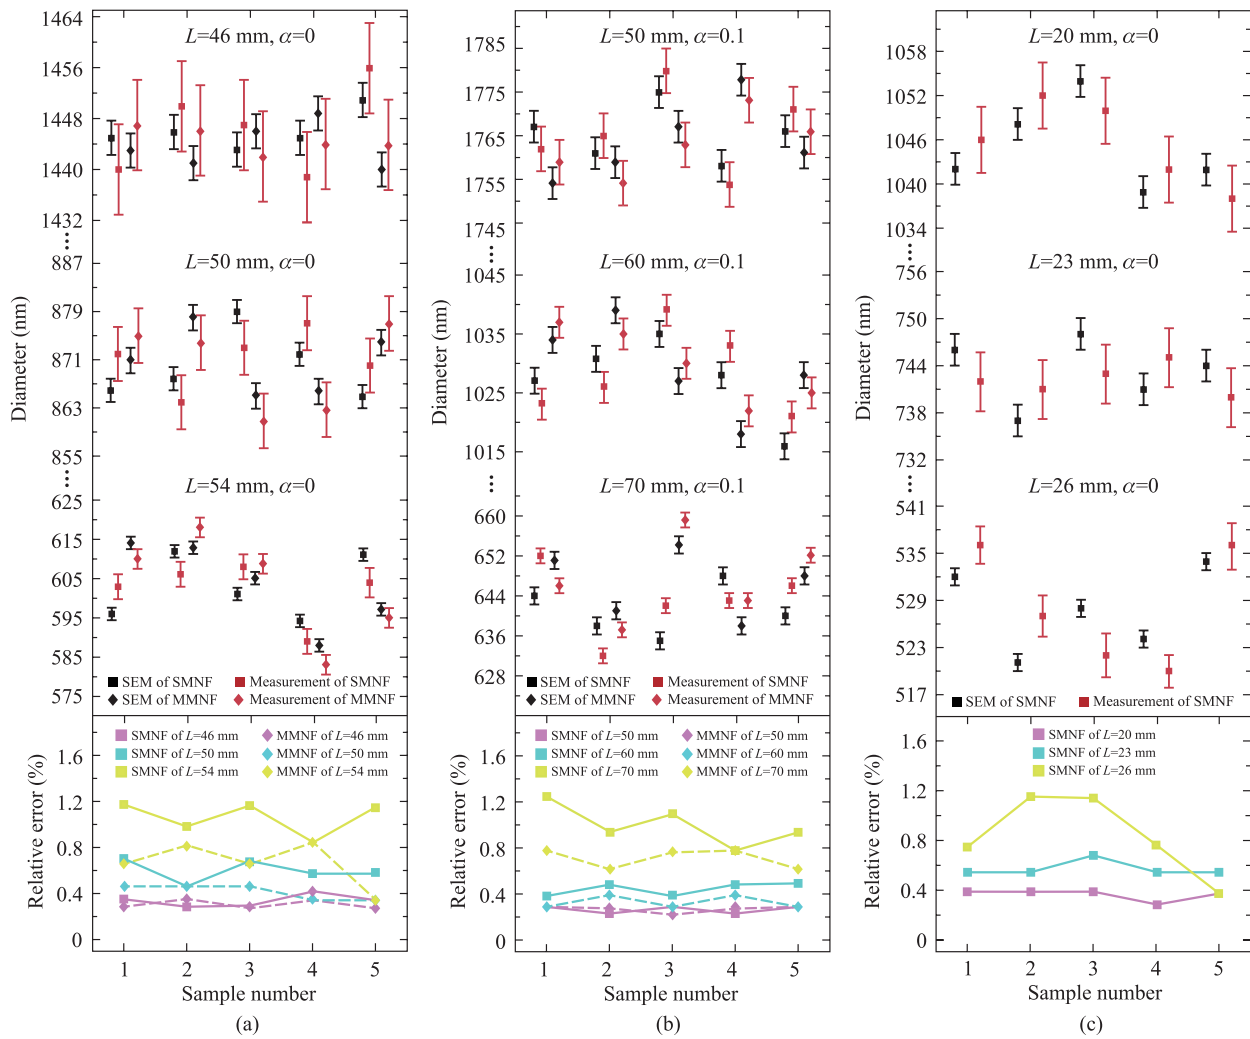 L=46 mm, α=0
1464
1456
1448
1440
1432
L=50 mm, α=0
887
879
871
863
855
L=54 mm, α=0
625
615
605
595
585
575
Diameter (nm)
SEM of SMNF
Measurement of SMNF
SEM of MMNF
Measurement of MMNF
SMNF of L=46 mm
MMNF of L=46 mm
SMNF of L=50 mm
MMNF of L=50 mm
SMNF of L=54 mm
MMNF of L=54 mm
1.6
1.2
0.8
0.4
0
Relative error (%)
1 2 3 4 5
Sample number
(a)
L=50 mm, α=0.1
1785
1775
1765
1755
1745
L=60 mm, α=0.1
1045
1035
1025
1015
L=70 mm, α=0.1
660
652
644
636
628
Diameter (nm)
SEM of SMNF
Measurement of SMNF
SEM of MMNF
Measurement of MMNF
SMNF of L=50 mm
MMNF of L=50 mm
SMNF of L=60 mm
MMNF of L=60 mm
SMNF of L=70 mm
MMNF of L=70 mm
1.6
1.2
0.8
0.4
0
Relative error (%)
1 2 3 4 5
Sample number
(b)
L=20 mm, α=0
1058
1052
1046
1040
1034
L=23 mm, α=0
756
750
744
738
732
L=26 mm, α=0
541
535
529
523
517
Diameter (nm)
SEM of SMNF
Measurement of SMNF
SMNF of L=20 mm
SMNF of L=23 mm
SMNF of L=26 mm
1.6
1.2
0.8
0.4
0
Relative error (%)
1 2 3 4 5
Sample number
(c)